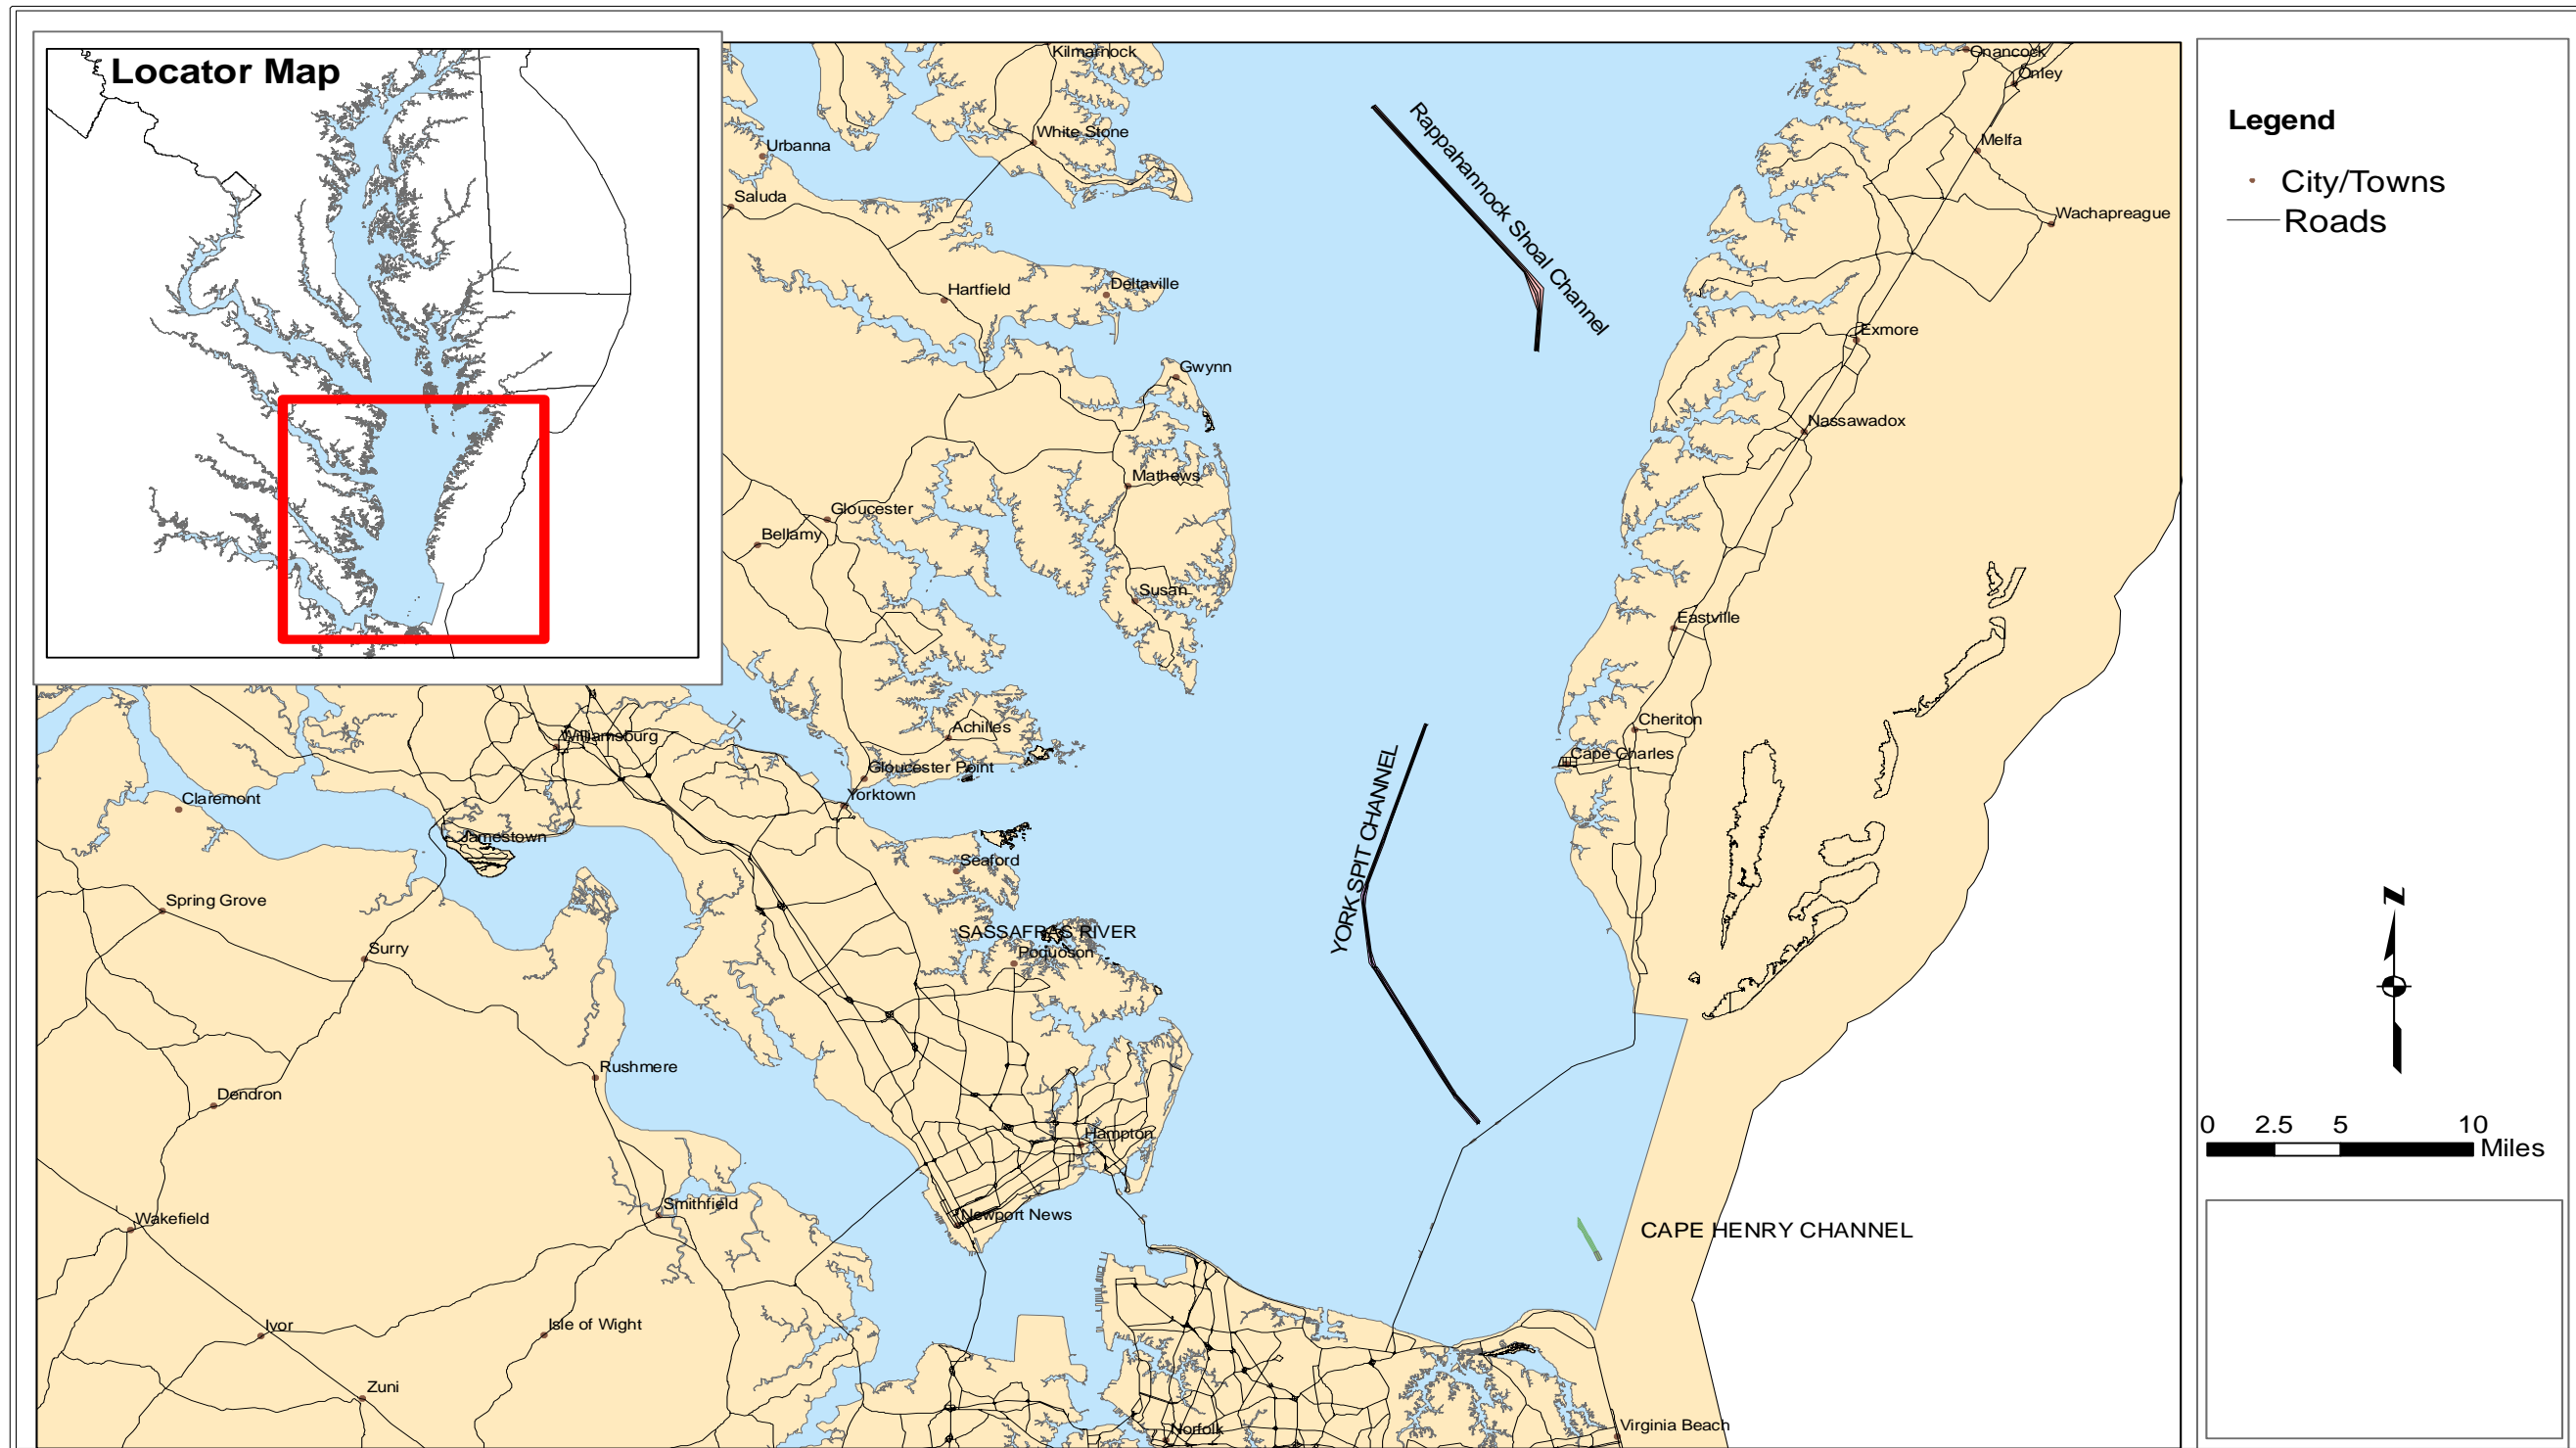 Locator Map
Kilmarnock
Onancock
Onley
White Stone
Urbanna
Melfa
Saluda
Rappahannock Shoal Channel
Wachapreague
Hartfield
Deltaville
Exmore
Gwynn
Nassawadox
Mathews
Gloucester
Bellamy
Susan
Eastville
Cheriton
Achilles
Williamsburg
Cape Charles
Gloucester Point
Yorktown
Claremont
YORK SPIT CHANNEL
Jamestown
Seaford
Spring Grove
SASSAFRAS RIVER
Surry
Poquoson
Rushmere
Dendron
Hampton
Smithfield
Newport News
Wakefield
CAPE HENRY CHANNEL
Ivor
Isle of Wight
Zuni
Norfolk
Virginia Beach
Legend
City/Towns
Roads
N
0 2.5 5 10
Miles